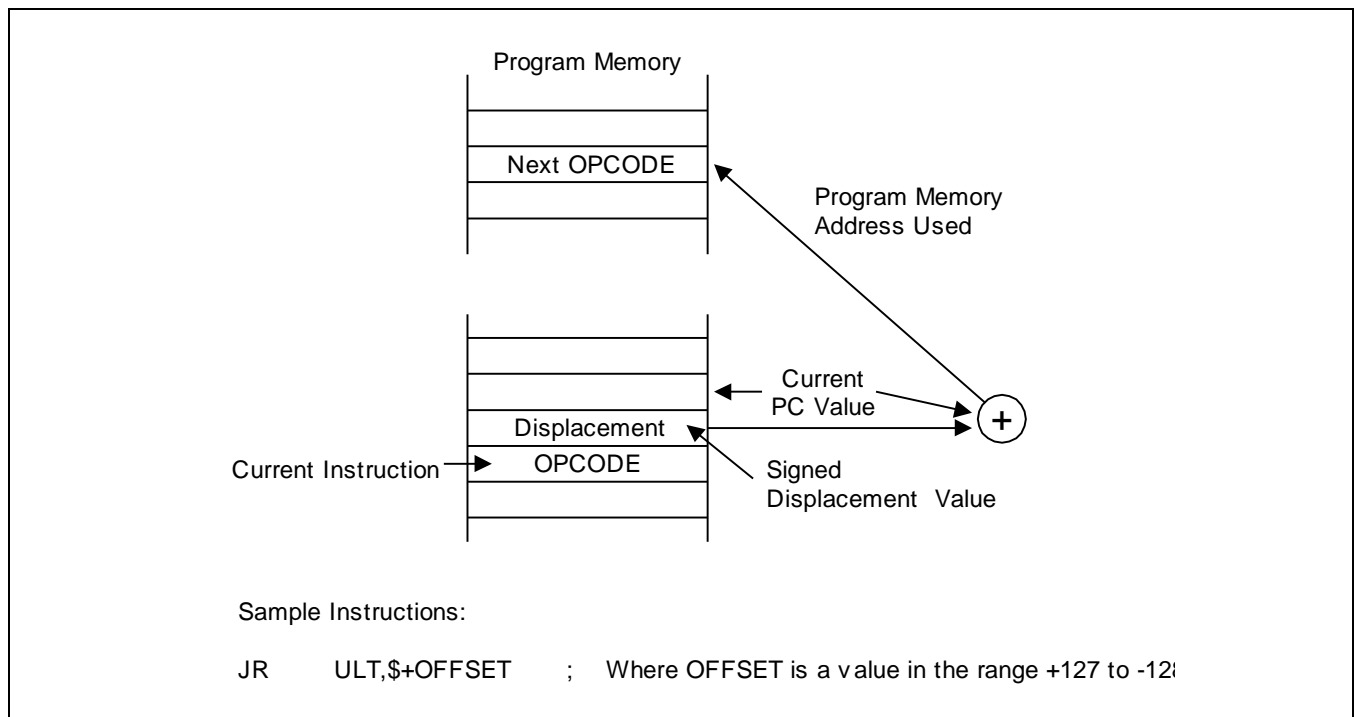 Program Memory
Next OPCODE
Program Memory
Address Used
Current
PC Value
+
Displacement
Current Instruction
OPCODE
Signed
Displacement Value
Sample Instructions:
JR ULT,$+OFFSET ; Where OFFSET is a value in the range +127 to